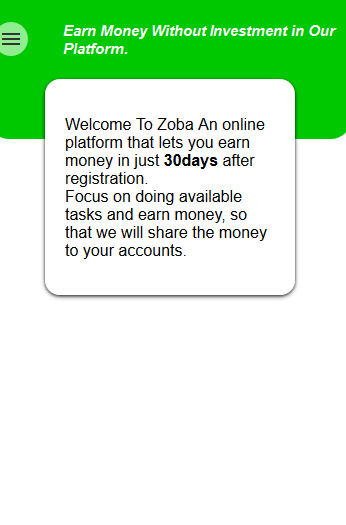 Earn Money Without Investment in Our
Platform.
Welcome To Zoba An online
platform that lets you earn
money in just 30days after
registration.
Focus on doing available
tasks and earn money, so
that we will share the money
to your accounts.